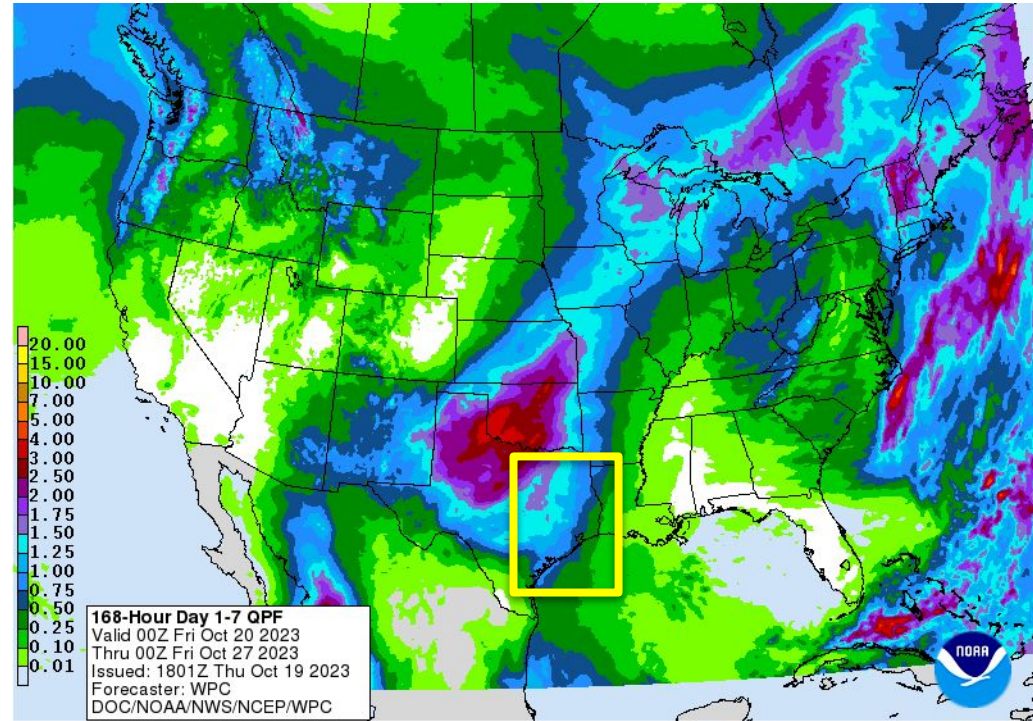 20.00
15.00
10.00
7.00
5.00
4.00
3.00
2.50
2.00
1.75
1.50
1.25
1.00
0.75
0.50
0.25
0.10
0.01
168-Hour Day 1-7 QPF
Valid 00Z Fri Oct 20 2023
Thru 00Z Fri Oct 27 2023
Issued: 1801Z Thu Oct 19 2023
Forecaster: WPC
DOC/NOAA/NWS/NCEP/WPC
NOAA